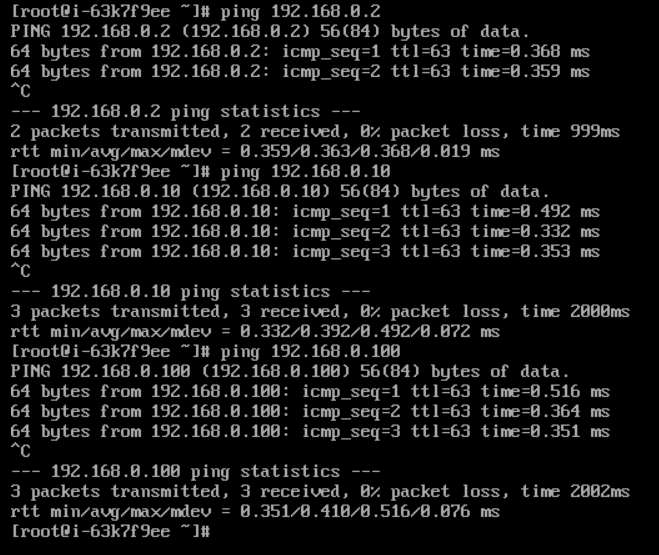 [root@i-63k7f9ee ~]# ping 192.168.0.2
PING 192.168.0.2 (192.168.0.2) 56(84) bytes of data.
64 bytes from 192.168.0.2: icmp_seq=1 ttl=63 time=0.368 ms
64 bytes from 192.168.0.2: icmp_seq=2 ttl=63 time=0.359 ms
^C
--- 192.168.0.2 ping statistics ---
2 packets transmitted, 2 received, 0% packet loss, time 999ms
rtt min/avg/max/mdev = 0.359/0.363/0.368/0.019 ms
[root@i-63k7f9ee ~]# ping 192.168.0.10
PING 192.168.0.10 (192.168.0.10) 56(84) bytes of data.
64 bytes from 192.168.0.10: icmp_seq=1 ttl=63 time=0.492 ms
64 bytes from 192.168.0.10: icmp_seq=2 ttl=63 time=0.332 ms
64 bytes from 192.168.0.10: icmp_seq=3 ttl=63 time=0.353 ms
^C
--- 192.168.0.10 ping statistics ---
3 packets transmitted, 3 received, 0% packet loss, time 2000ms
rtt min/avg/max/mdev = 0.332/0.392/0.492/0.072 ms
[root@i-63k7f9ee ~]# ping 192.168.0.100
PING 192.168.0.100 (192.168.0.100) 56(84) bytes of data.
64 bytes from 192.168.0.100: icmp_seq=1 ttl=63 time=0.516 ms
64 bytes from 192.168.0.100: icmp_seq=2 ttl=63 time=0.364 ms
64 bytes from 192.168.0.100: icmp_seq=3 ttl=63 time=0.351 ms
^C
--- 192.168.0.100 ping statistics ---
3 packets transmitted, 3 received, 0% packet loss, time 2002ms
rtt min/avg/max/mdev = 0.351/0.410/0.516/0.076 ms
[root@i-63k7f9ee ~]#